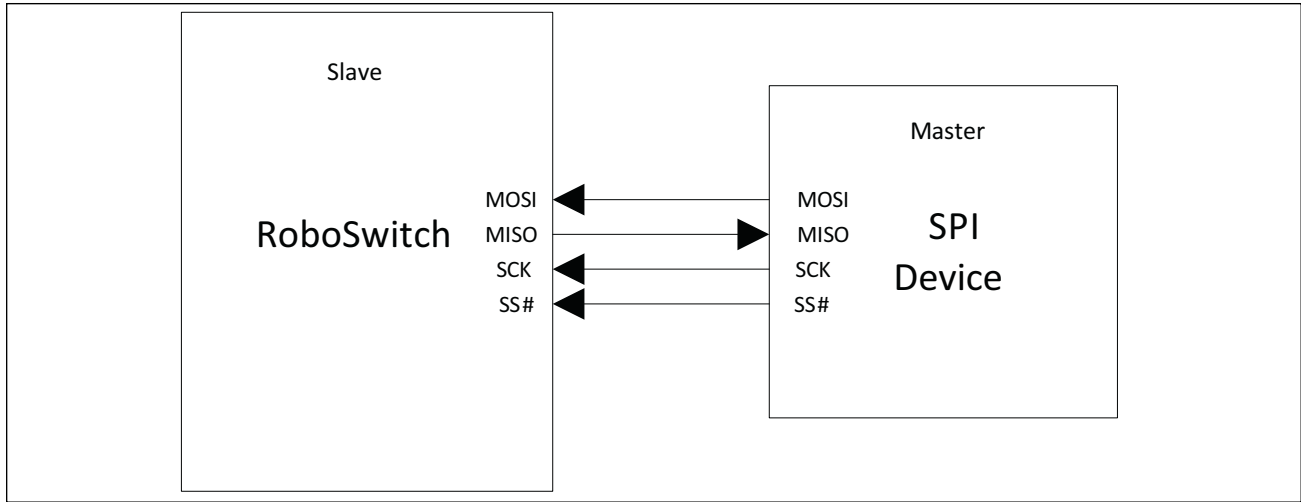 Slave
RoboSwitch
MOSI
MISO
SCK
SS#
Master
SPI
Device
MOSI
MISO
SCK
SS#